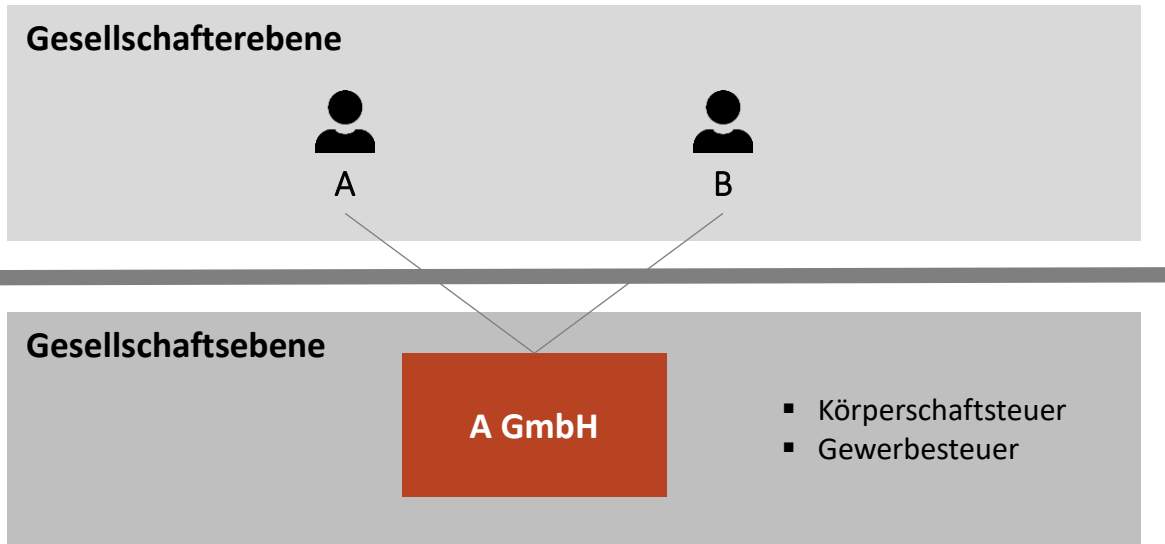 Gesellschafterebene
A
B
Gesellschaftsebene
A GmbH
▪ Körperschaftsteuer
▪ Gewerbesteuer